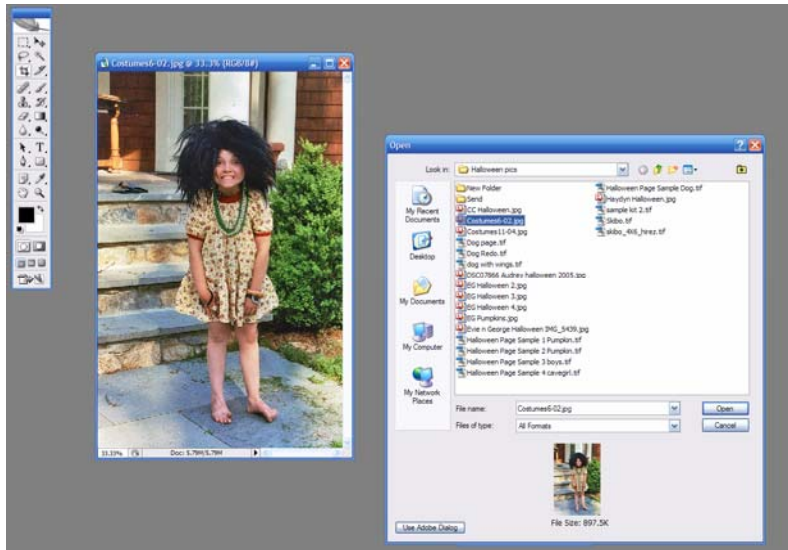 Costumes6-02.jpg @ 33.3% (RGB/8#)
33.33%
Doc: 5.79M/5.79M
Open
Look in:
Halloween pics
My Recent
Documents
Desktop
My Documents
My Computer
My Network
Places
New Folder
Send
CC Halloween.jpg
Costumes6-02.jpg
Costumes11-04.jpg
Dog page.tif
Dog Redo.tif
dog with wings.tif
DSC07866 Audrey halloween 2005.jpg
EG Halloween 2.jpg
EG Halloween 3.jpg
EG Halloween 4.jpg
EG Pumpkins.jpg
Evie n George Halloween IMG_5439.jpg
Halloween Page Sample 1 Pumpkin.tif
Halloween Page Sample 2 Pumpkin.tif
Halloween Page Sample 3 boys.tif
Halloween Page Sample 4 cavegirl.tif
Halloween Page Sample Dog.tif
Haydyn Halloween.jpg
sample kit 2.tif
Skibo.tif
skibo_4X6_hirez.tif
File name:
Costumes6-02.jpg
Open
Files of type:
All Formats
Cancel
File Size: 897.5K
Use Adobe Dialog